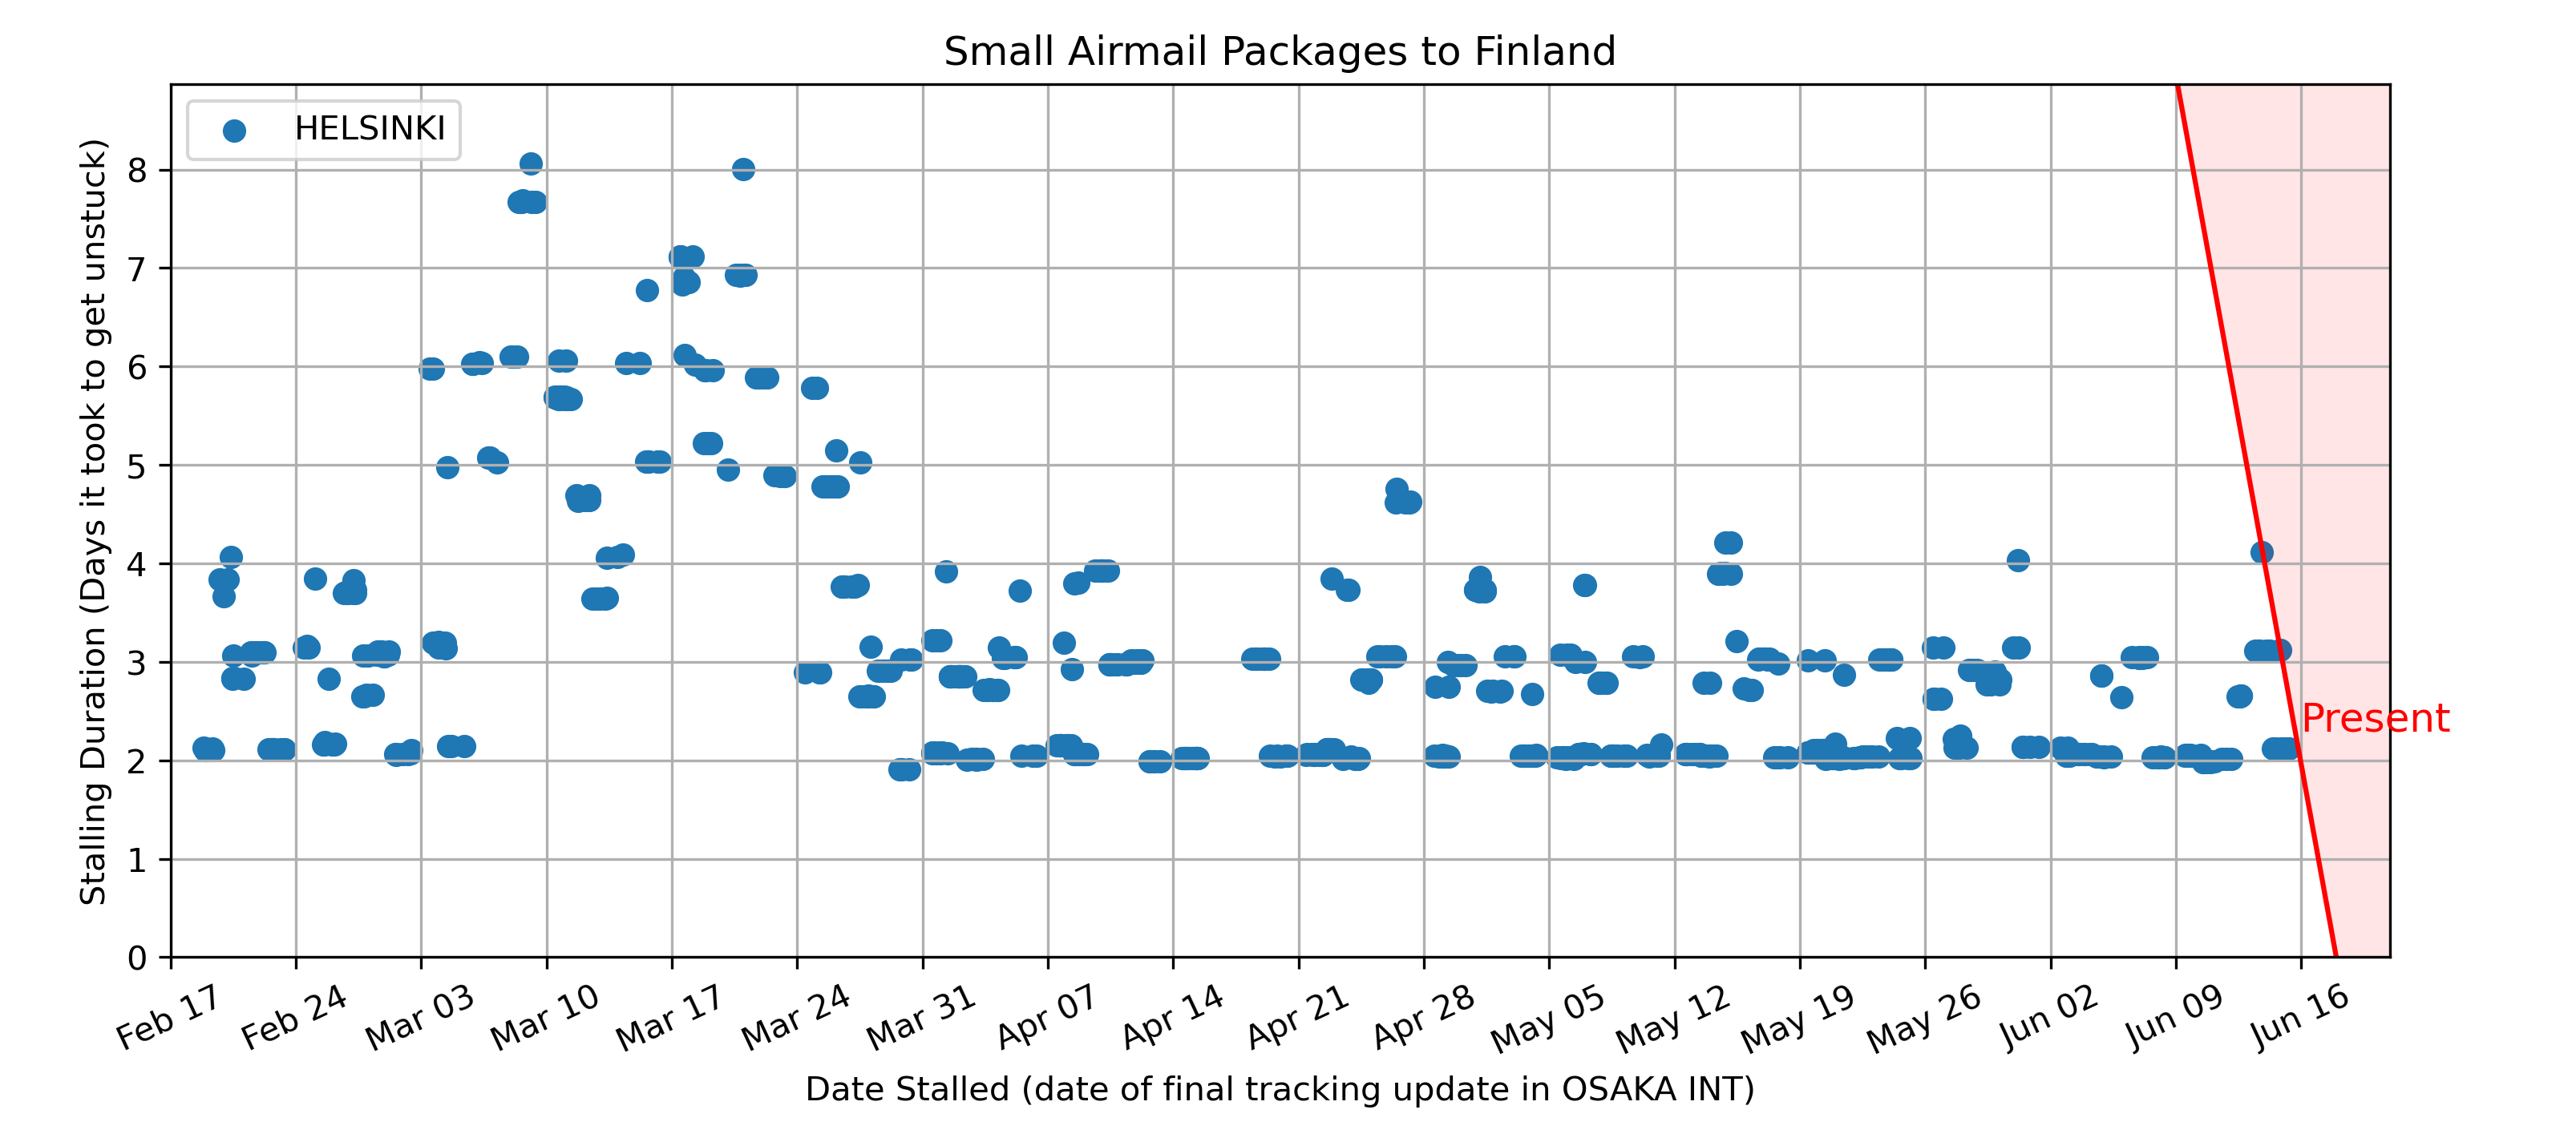 Small Airmail Packages to Finland
HELSINKI
Stalling Duration (Days it took to get unstuck)
8
7
6
5
4
3
2
1
0
Present
Feb 17
Feb 24
Mar 03
Mar 10
Mar 17
Mar 24
Mar 31
Apr 07
Apr 14
Apr 21
Apr 28
May 05
May 12
May 19
May 26
Jun 02
Jun 09
Jun 16
Date Stalled (date of final tracking update in OSAKA INT)